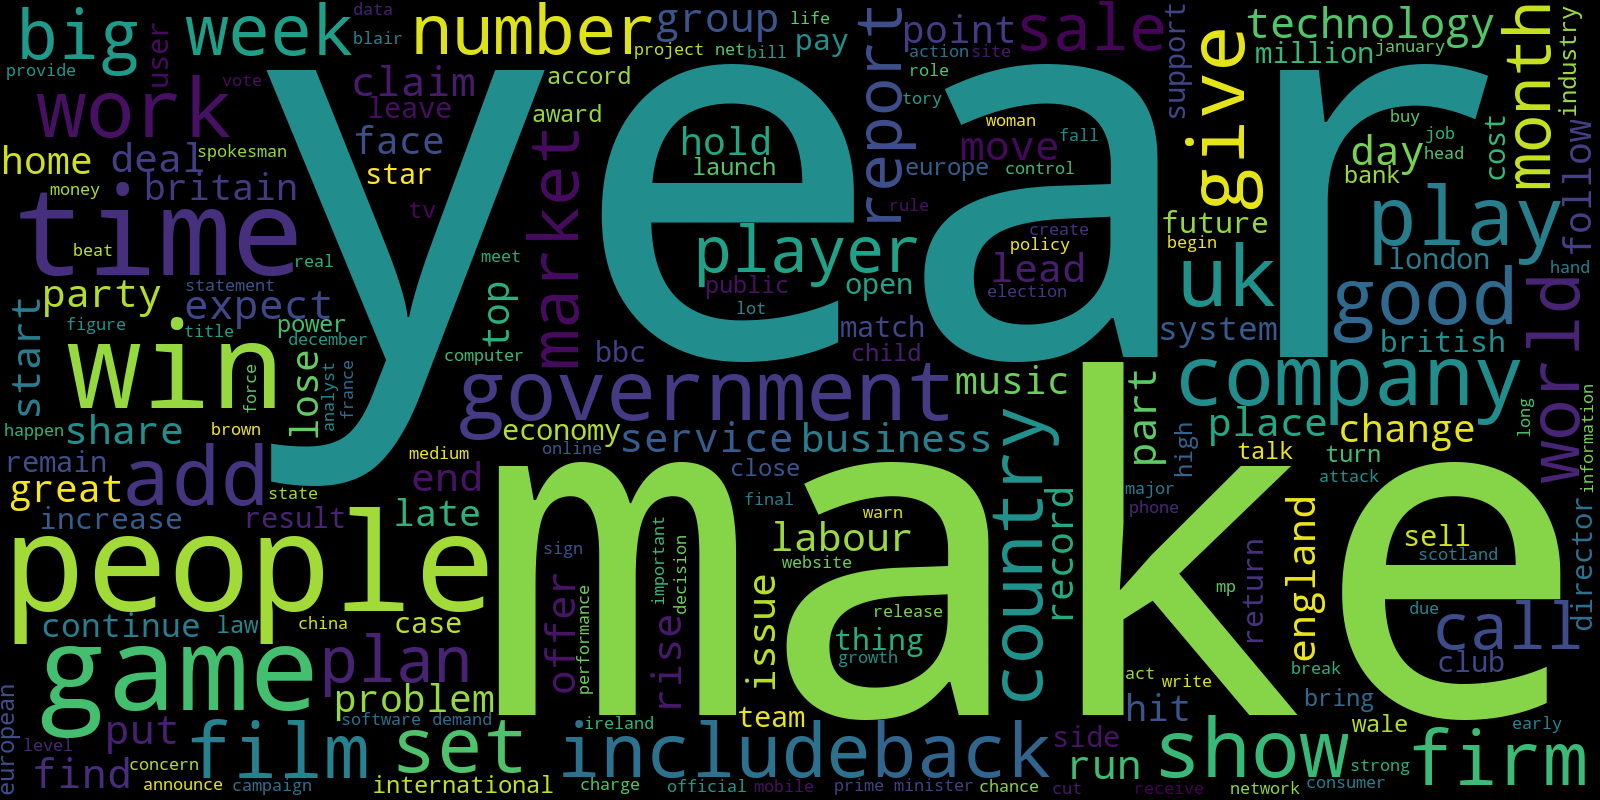 big week number group life pay point sale technology month
data blair project net bill action site million january industry
provide user vote claim accord role support give
work leave award tory report woman fall buy job head cost
home deal spokesman face hold launch move control europe day bank follow
money britain star market year
time tv player rule create policy future begin play
beat real meet public open lead uk london hand
party statement expect top lot election good world
start figure title power december match system british
win computer bbc child company
force lose analyst france government music country part
happen share brown economy service business place change long
remain add medium online close high talk turn information
great state end final major attack
increase result late warn phone record england sell
people sign important decision labour website return scotland director
continue law china case offer performance rise issue release make mp due call
game plan thing growth act write break club
problem team hit bring
european put software demand ireland wale early
level film set include back side show firm
find concern run strong
announce campaign international charge official mobile prime minister chance cut receive network consumer